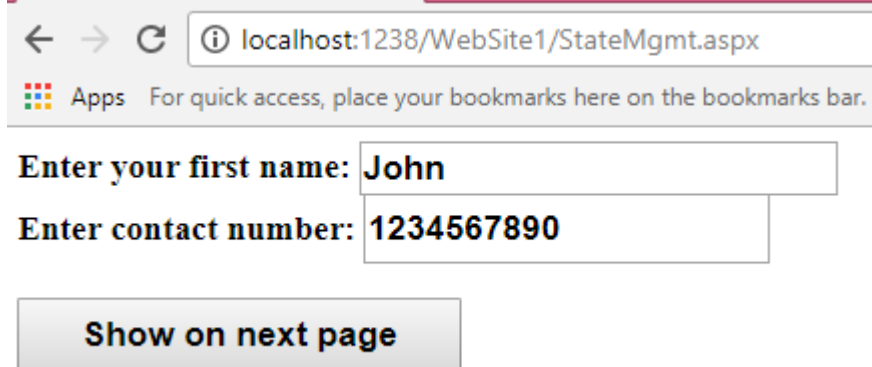 localhost:1238/WebSite1/StateMgmt.aspx
Apps For quick access, place your bookmarks here on the bookmarks bar.
Enter your first name: John
Enter contact number: 1234567890
Show on next page